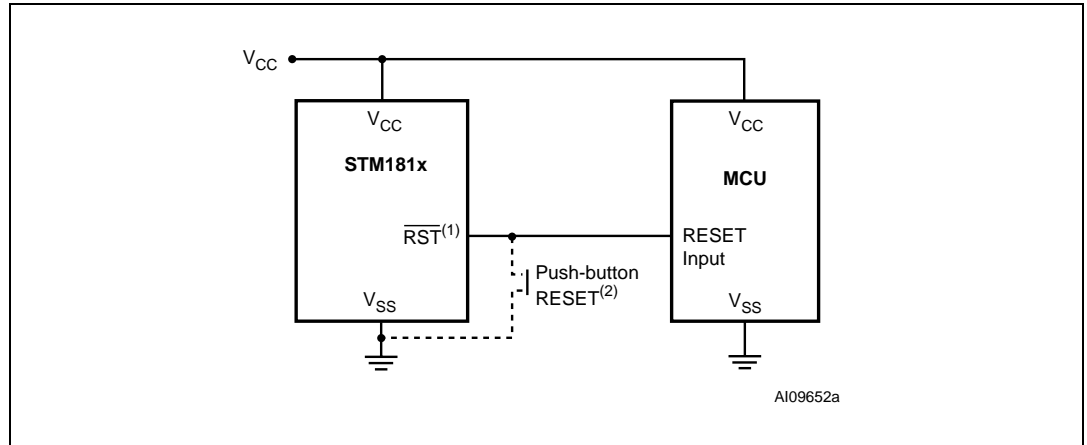 VCC
VCC
STM181x
RST(1)
VSS
Push-button
RESET(2)
VCC
MCU
RESET
Input
VSS
AI09652a